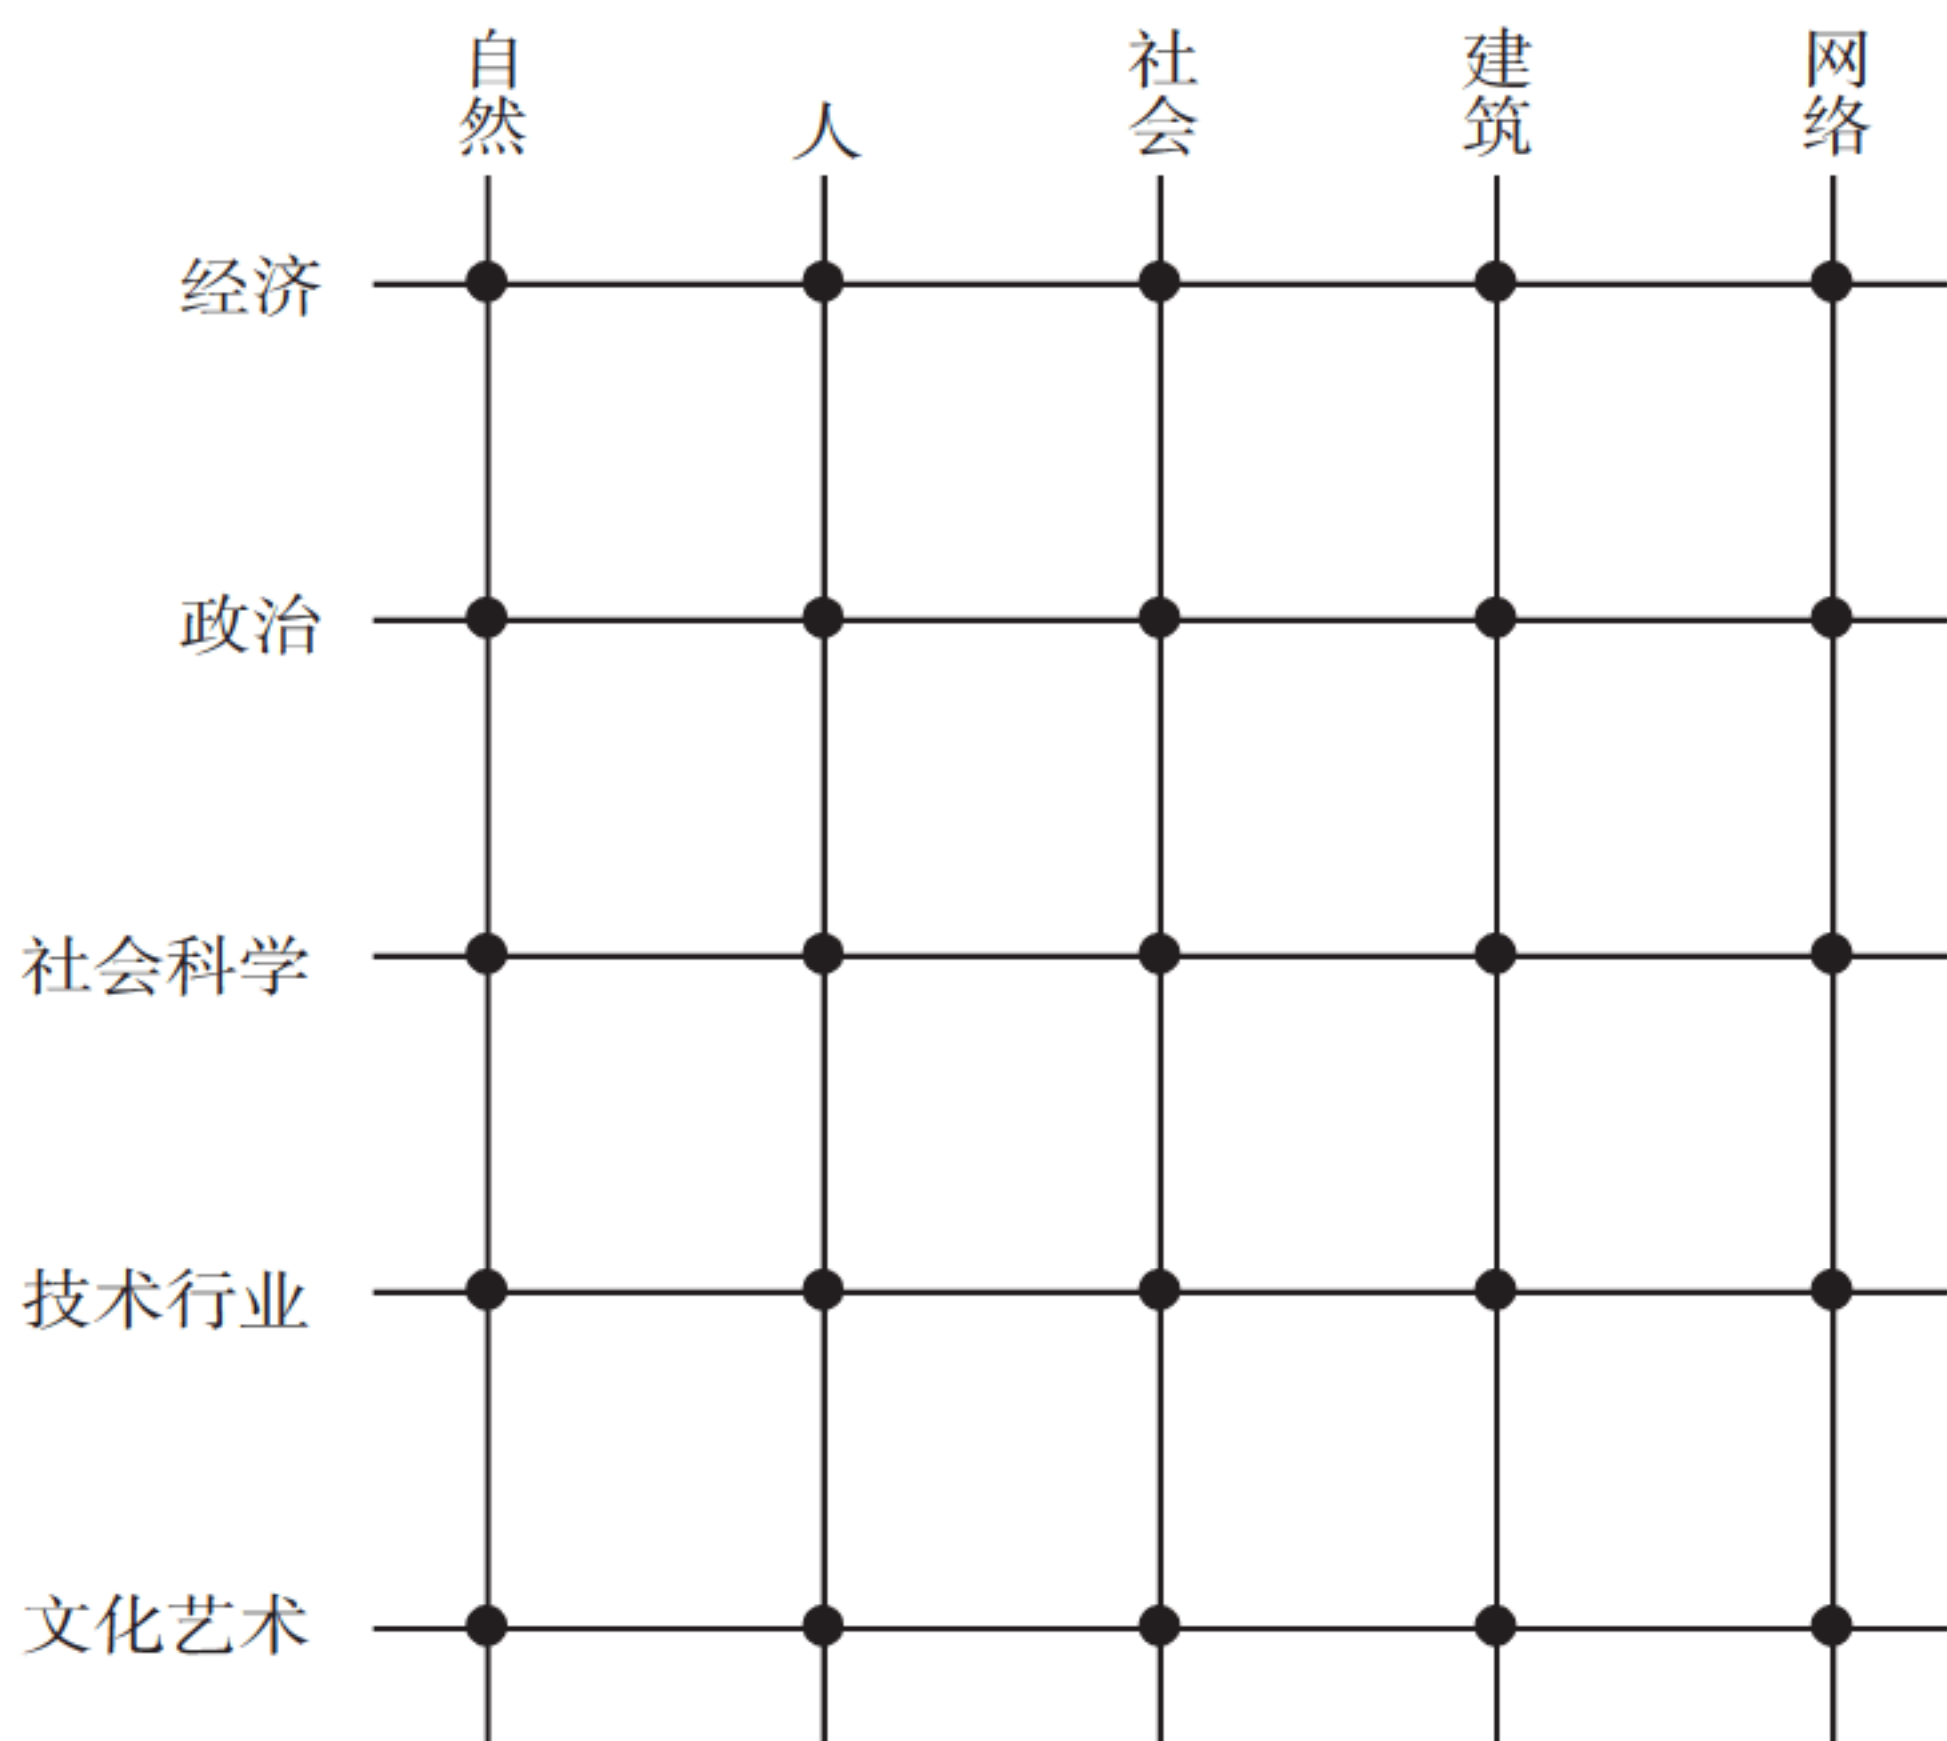 自然
人
社会
建筑
网络
经济
政治
社会科学
技术行业
文化艺术